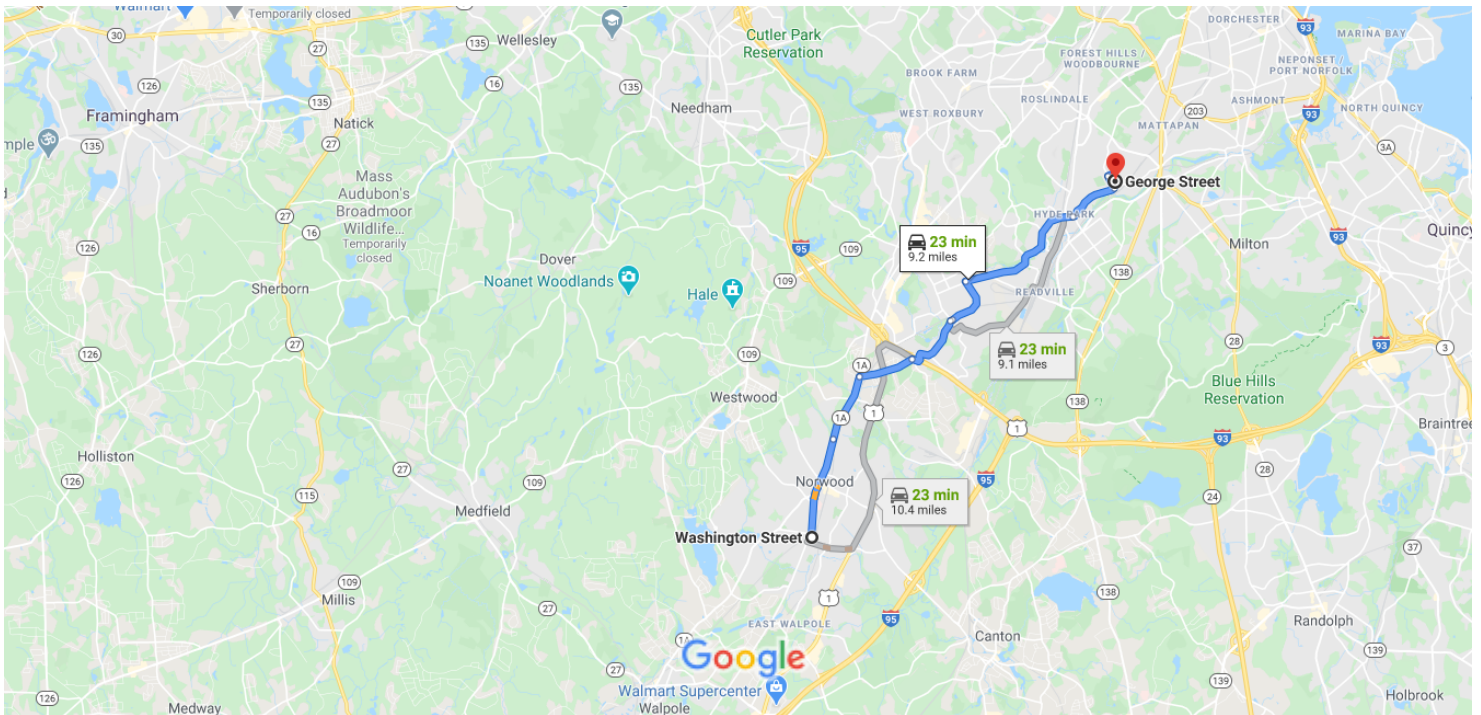 Walmart
Temporarily closed
30
27
126
Framingham
135
135
Natick
27
mple
135
135
Wellesley
16
135
Needham
Cutler Park
Reservation
DORCHESTER
93
MARINA BAY
FOREST HILLS /
WOODBOURNE
NEPONSET /
PORT NORFOLK
BROOK FARM
ROSLINDALE
ASHMONT
NORTH QUINCY
WEST ROXBURY
203
93
MATTAPAN
3A
Mass
Audubon's
Broadmoor
Wildlife...
Temporarily
closed
27
16
126
George Street
HYDE PARK
Quincy
Milton
93
23 min
9.2 miles
95
109
109
Dover
Noanet Woodlands
Hale
109
138
READVILLE
Sherborn
126
27
28
93
3
23 min
9.1 miles
1A
109
126
27
Westwood
138
Blue Hills
Reservation
1A
1
1
93
Braintree
Holliston
126
27
109
115
Medfield
Norwood
95
28
24
23 min
10.4 miles
Washington Street
37
109
Millis
27
1
138
EAST WALPOLE
95
Randolph
1A
Canton
139
Google
27
139
Walmart Supercenter
Walpole
126
Medway
Holbrook